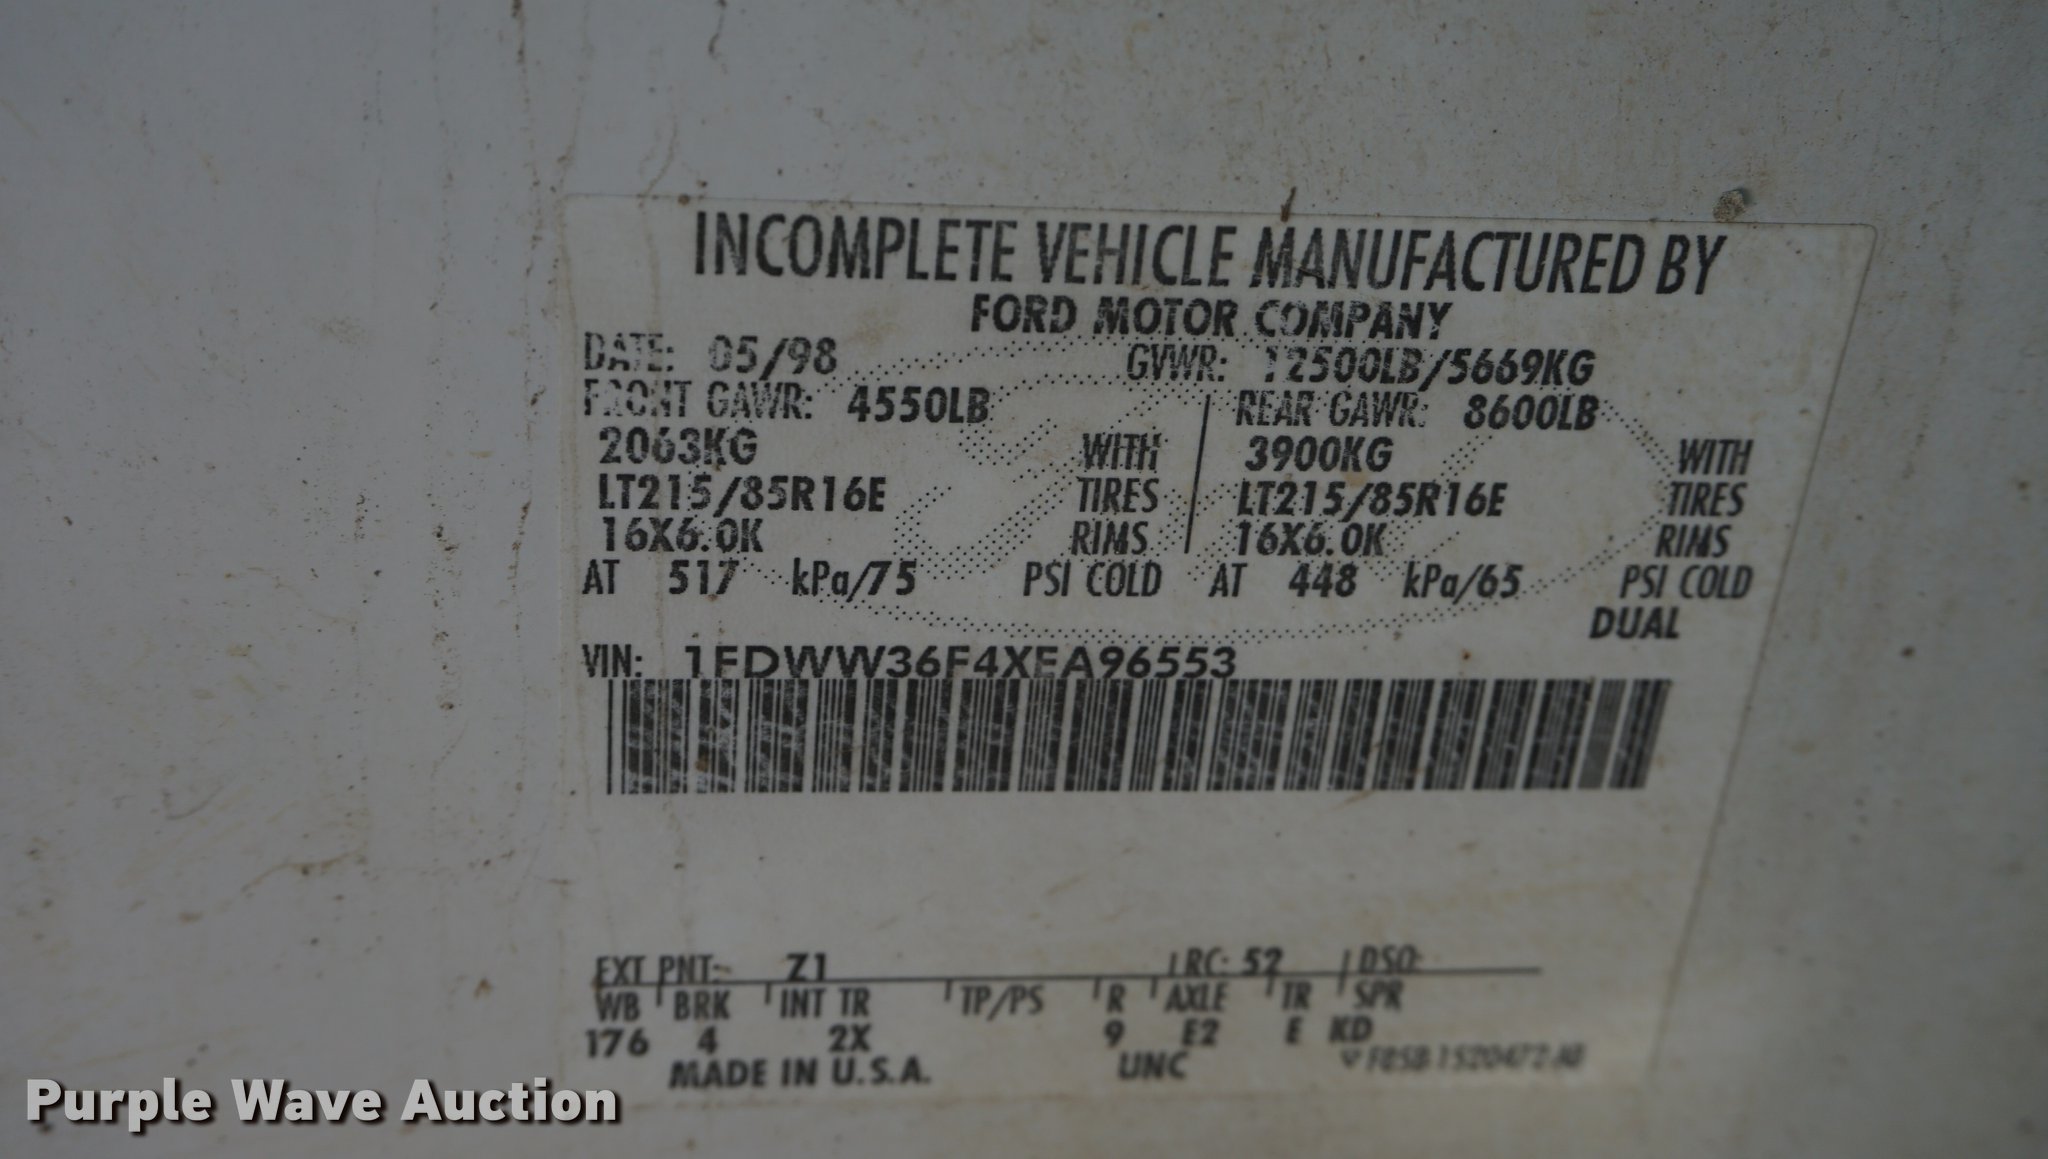 INCOMPLETE VEHICLE MANUFACTURED BY
FORD MOTOR COMPANY
DATE: 05/98 GVWR: 12500LB/5669KG
FRONT GAWR: 4550LB REAR GAWR: 8600LB
2063KG WITH 3900KG WITH
LT215/85R16E TIRES LT215/85R16E TIRES
16X6.0K RIMS 16X6.0K RIMS
AT 517 kPa/75 PSI COLD AT 448 kPa/65 PSI COLD
DUAL
VIN: 1FDWW36F4XEA96553
EXT PNT: Z1 RC: 52 DSO:
WB BRK INT TR TP/PS R AXLE TR SPR
176 4 2X 9 E2 E KD
MADE IN U.S.A. UNC
Purple Wave Auction